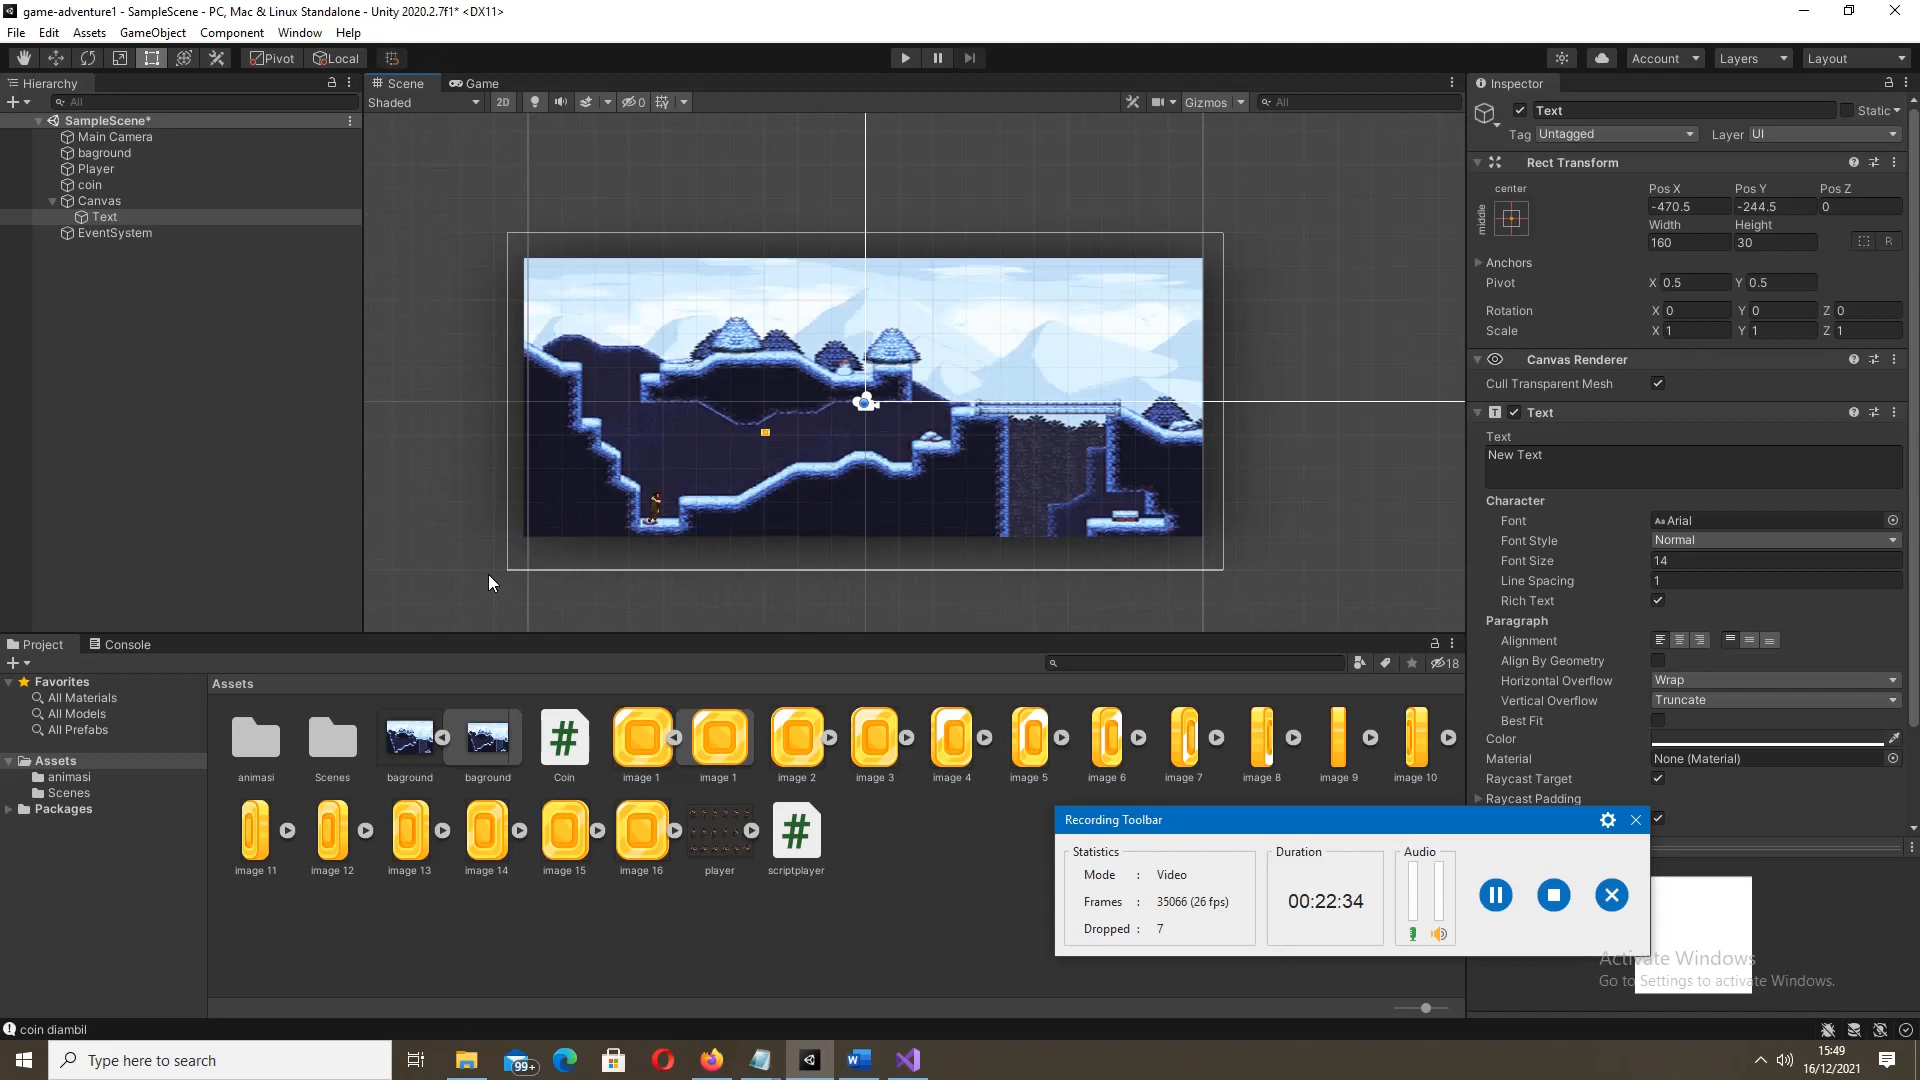 game-adventure1 - SampleScene - PC, Mac & Linux Standalone - Unity 2020.2.7f1* <DX11>
File Edit Assets GameObject Component Window Help
Pivot Local Account Layers Layout
Hierarchy
All
SampleScene*
Main Camera
baground
Player
coin
Canvas
Text
EventSystem
Scene Game
Shaded 2D 0 Gizmos All
Inspector
Text Static
Tag Untagged Layer UI
Rect Transform
center Pos X Pos Y Pos Z
middle -470.5 -244.5 0
Width Height
160 30 R
Anchors
Pivot X 0.5 Y 0.5
Rotation X 0 Y 0 Z 0
Scale X 1 Y 1 Z 1
Canvas Renderer
Cull Transparent Mesh
T Text
Text
New Text
Character
Font Aa Arial
Font Style Normal
Font Size 14
Line Spacing 1
Rich Text
Paragraph
Alignment
Align By Geometry
Horizontal Overflow Wrap
Vertical Overflow Truncate
Best Fit
Color
Material None (Material)
Raycast Target
Raycast Padding
Project Console
18
Favorites
All Materials
All Models
All Prefabs
Assets
animasi
Scenes
Packages
Assets
animasi Scenes baground baground Coin image 1 image 1 image 2 image 3 image 4 image 5 image 6 image 7 image 8 image 9 image 10
image 11 image 12 image 13 image 14 image 15 image 16 player scriptplayer
Recording Toolbar
Statistics Duration Audio
Mode : Video
Frames : 35066 (26 fps)
Dropped : 7
00:22:34
Activate Windows
Go to Settings to activate Windows.
coin diambil
Type here to search
99+
15:49
16/12/2021